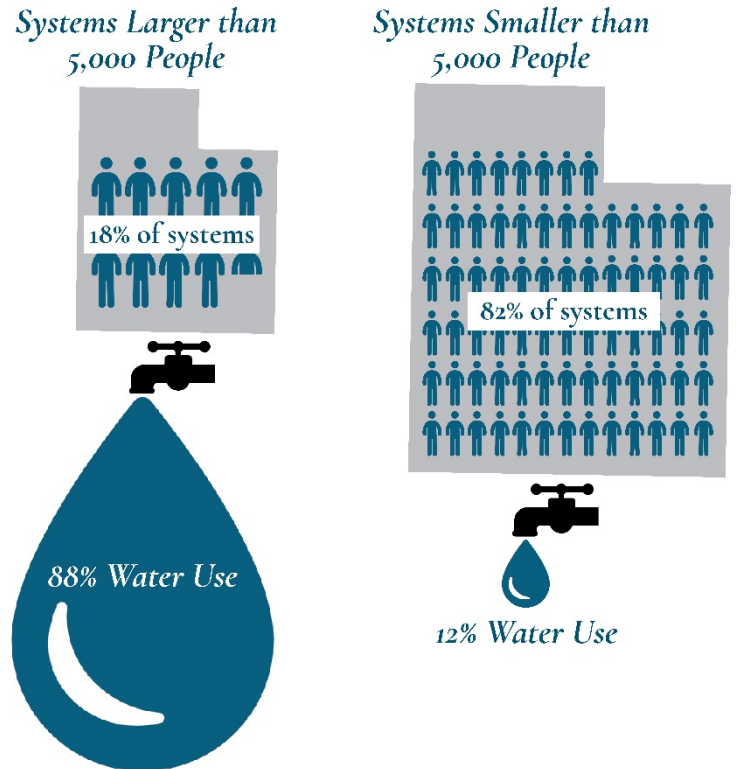 Systems Larger than
5,000 People
18% of systems
88% Water Use
Systems Smaller than
5,000 People
82% of systems
12% Water Use